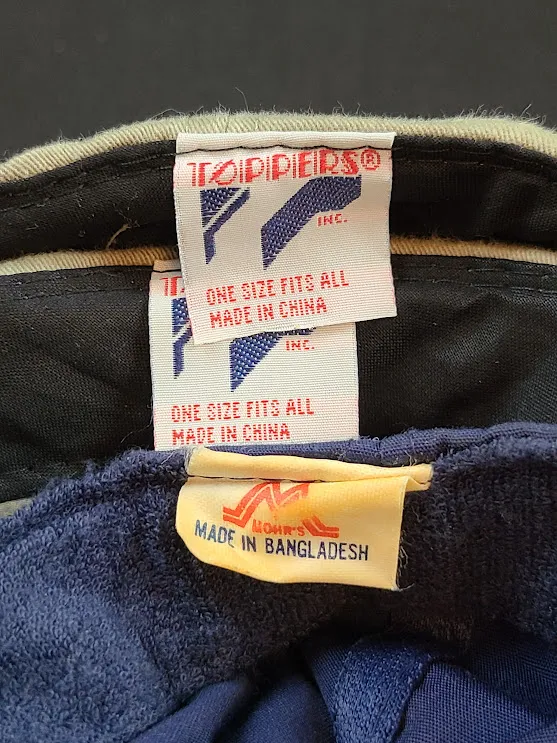 TOPPERS®
INC.
ONE SIZE FITS ALL
MADE IN CHINA
INC.
ONE SIZE FITS ALL
MADE IN CHINA
MOHR'S
MADE IN BANGLADESH